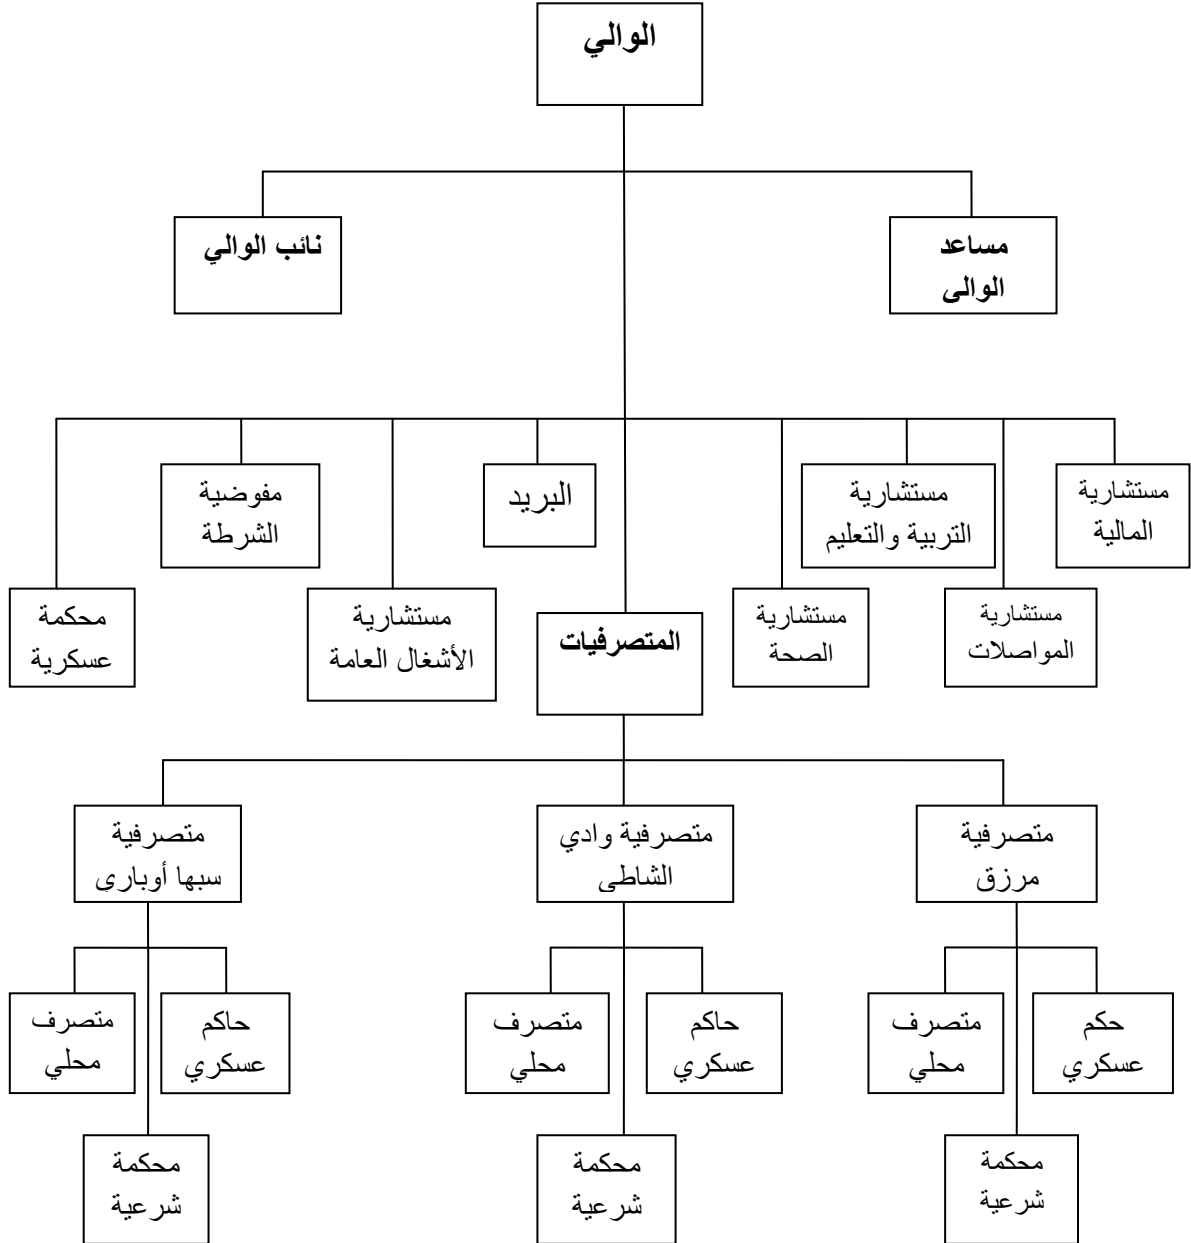 الوالي
مساعد
الوالى
نائب الوالي
مستشارية
المالية
مستشارية
التربية والتعليم
البريد
مفوضية
الشرطة
مستشارية
المواصلات
مستشارية
الصحة
المتصرفيات
مستشارية
الأشغال العامة
محكمة
عسكرية
متصرفية
مرزق
متصرفية وادي
الشاطى
متصرفية
سبها أوبارى
حكم
عسكري
متصرف
محلي
حاكم
عسكري
متصرف
محلي
حاكم
عسكري
متصرف
محلي
محكمة
شرعية
محكمة
شرعية
محكمة
شرعية